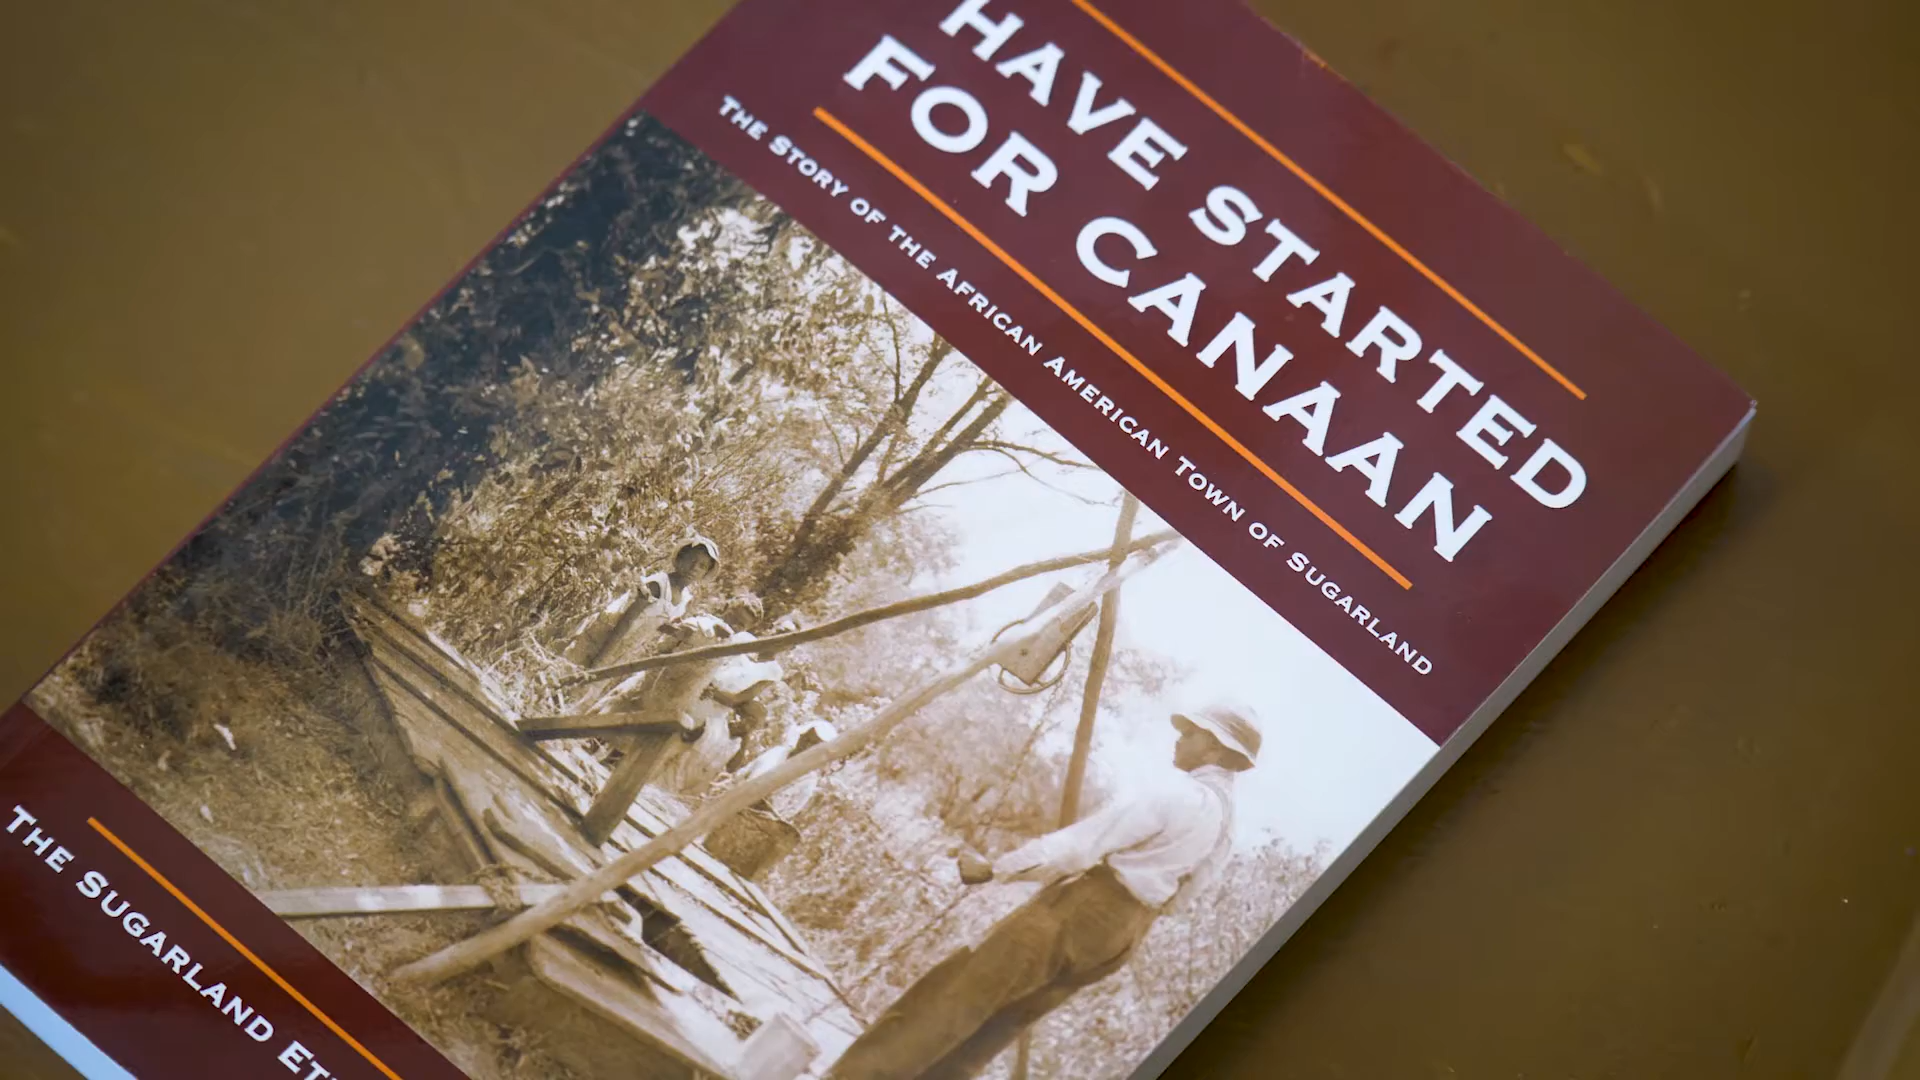 HAVE STARTED
FOR CANAAN
THE STORY OF THE AFRICAN AMERICAN TOWN OF SUGARLAND
THE SUGARLAND